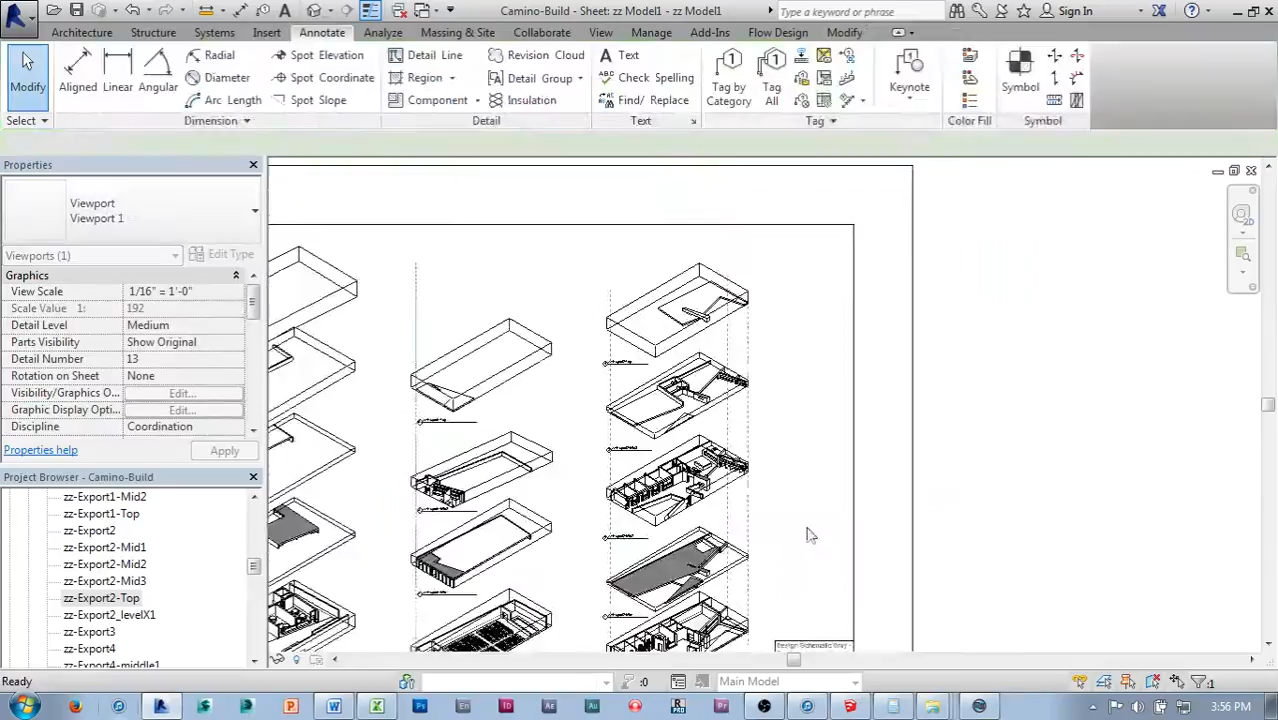 Camino-Build - Sheet: zz Model1 - zz Model1
Type a keyword or phrase
Sign In
Architecture Structure Systems Insert Annotate Analyze Massing & Site Collaborate View Manage Add-Ins Flow Design Modify
Modify
Aligned Linear Angular
Radial
Diameter
Arc Length
Spot Elevation
Spot Coordinate
Spot Slope
Detail Line
Region
Component
Revision Cloud
Detail Group
Insulation
Text
Check Spelling
Find/ Replace
Tag by Category
Tag All
Keynote
Symbol
Select Dimension Detail Text Tag Color Fill Symbol
Properties
Viewport
Viewport 1
Viewports (1) Edit Type
Graphics
View Scale 1/16" = 1'-0"
Scale Value 1: 192
Detail Level Medium
Parts Visibility Show Original
Detail Number 13
Rotation on Sheet None
Visibility/Graphics O... Edit...
Graphic Display Opti... Edit...
Discipline Coordination
Properties help Apply
Project Browser - Camino-Build
zz-Export1-Mid2
zz-Export1-Top
zz-Export2
zz-Export2-Mid1
zz-Export2-Mid2
zz-Export2-Mid3
zz-Export2-Top
zz-Export2_levelX1
zz-Export3
zz-Export4
zz-Export4-middle1
2D
Ready
:0
Main Model
:1
3:56 PM